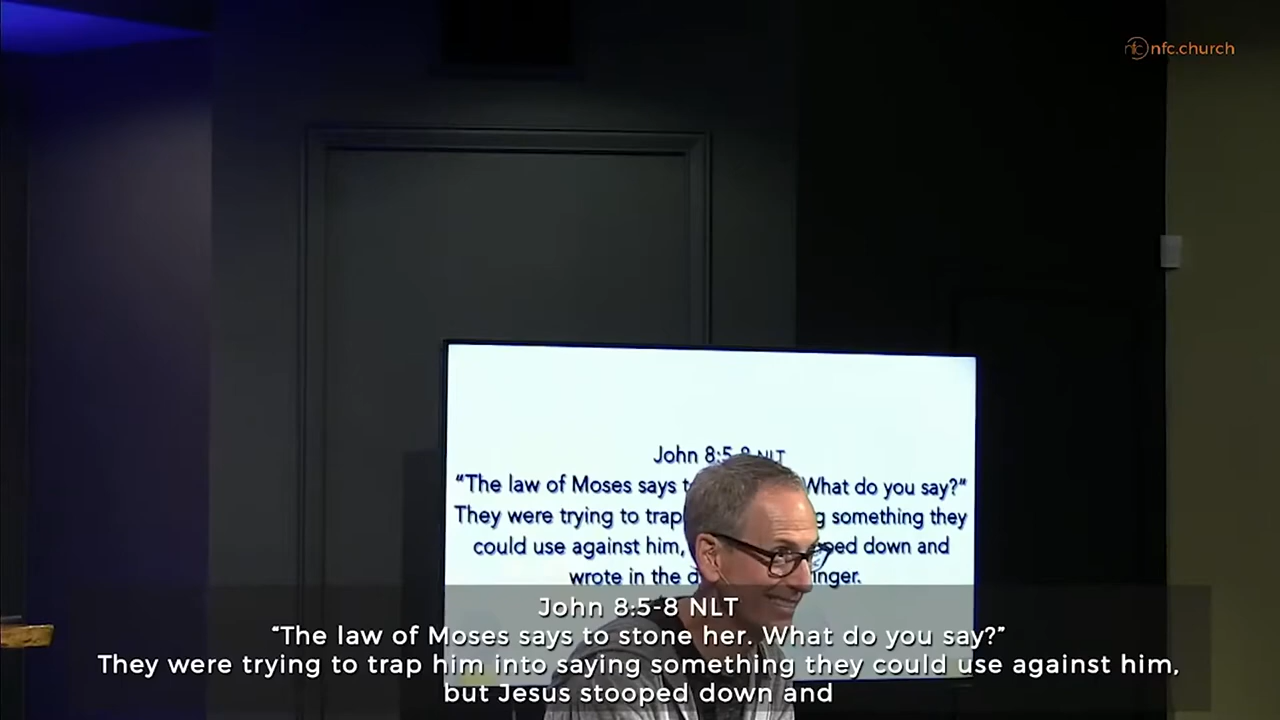 nfc.church
John 8:5-8 NLT
“The law of Moses says t What do you say?”
They were trying to trap g something they
could use against him, ped down and
wrote in the d inger.
John 8:5-8 NLT
“The law of Moses says to stone her. What do you say?”
They were trying to trap him into saying something they could use against him,
but Jesus stooped down and